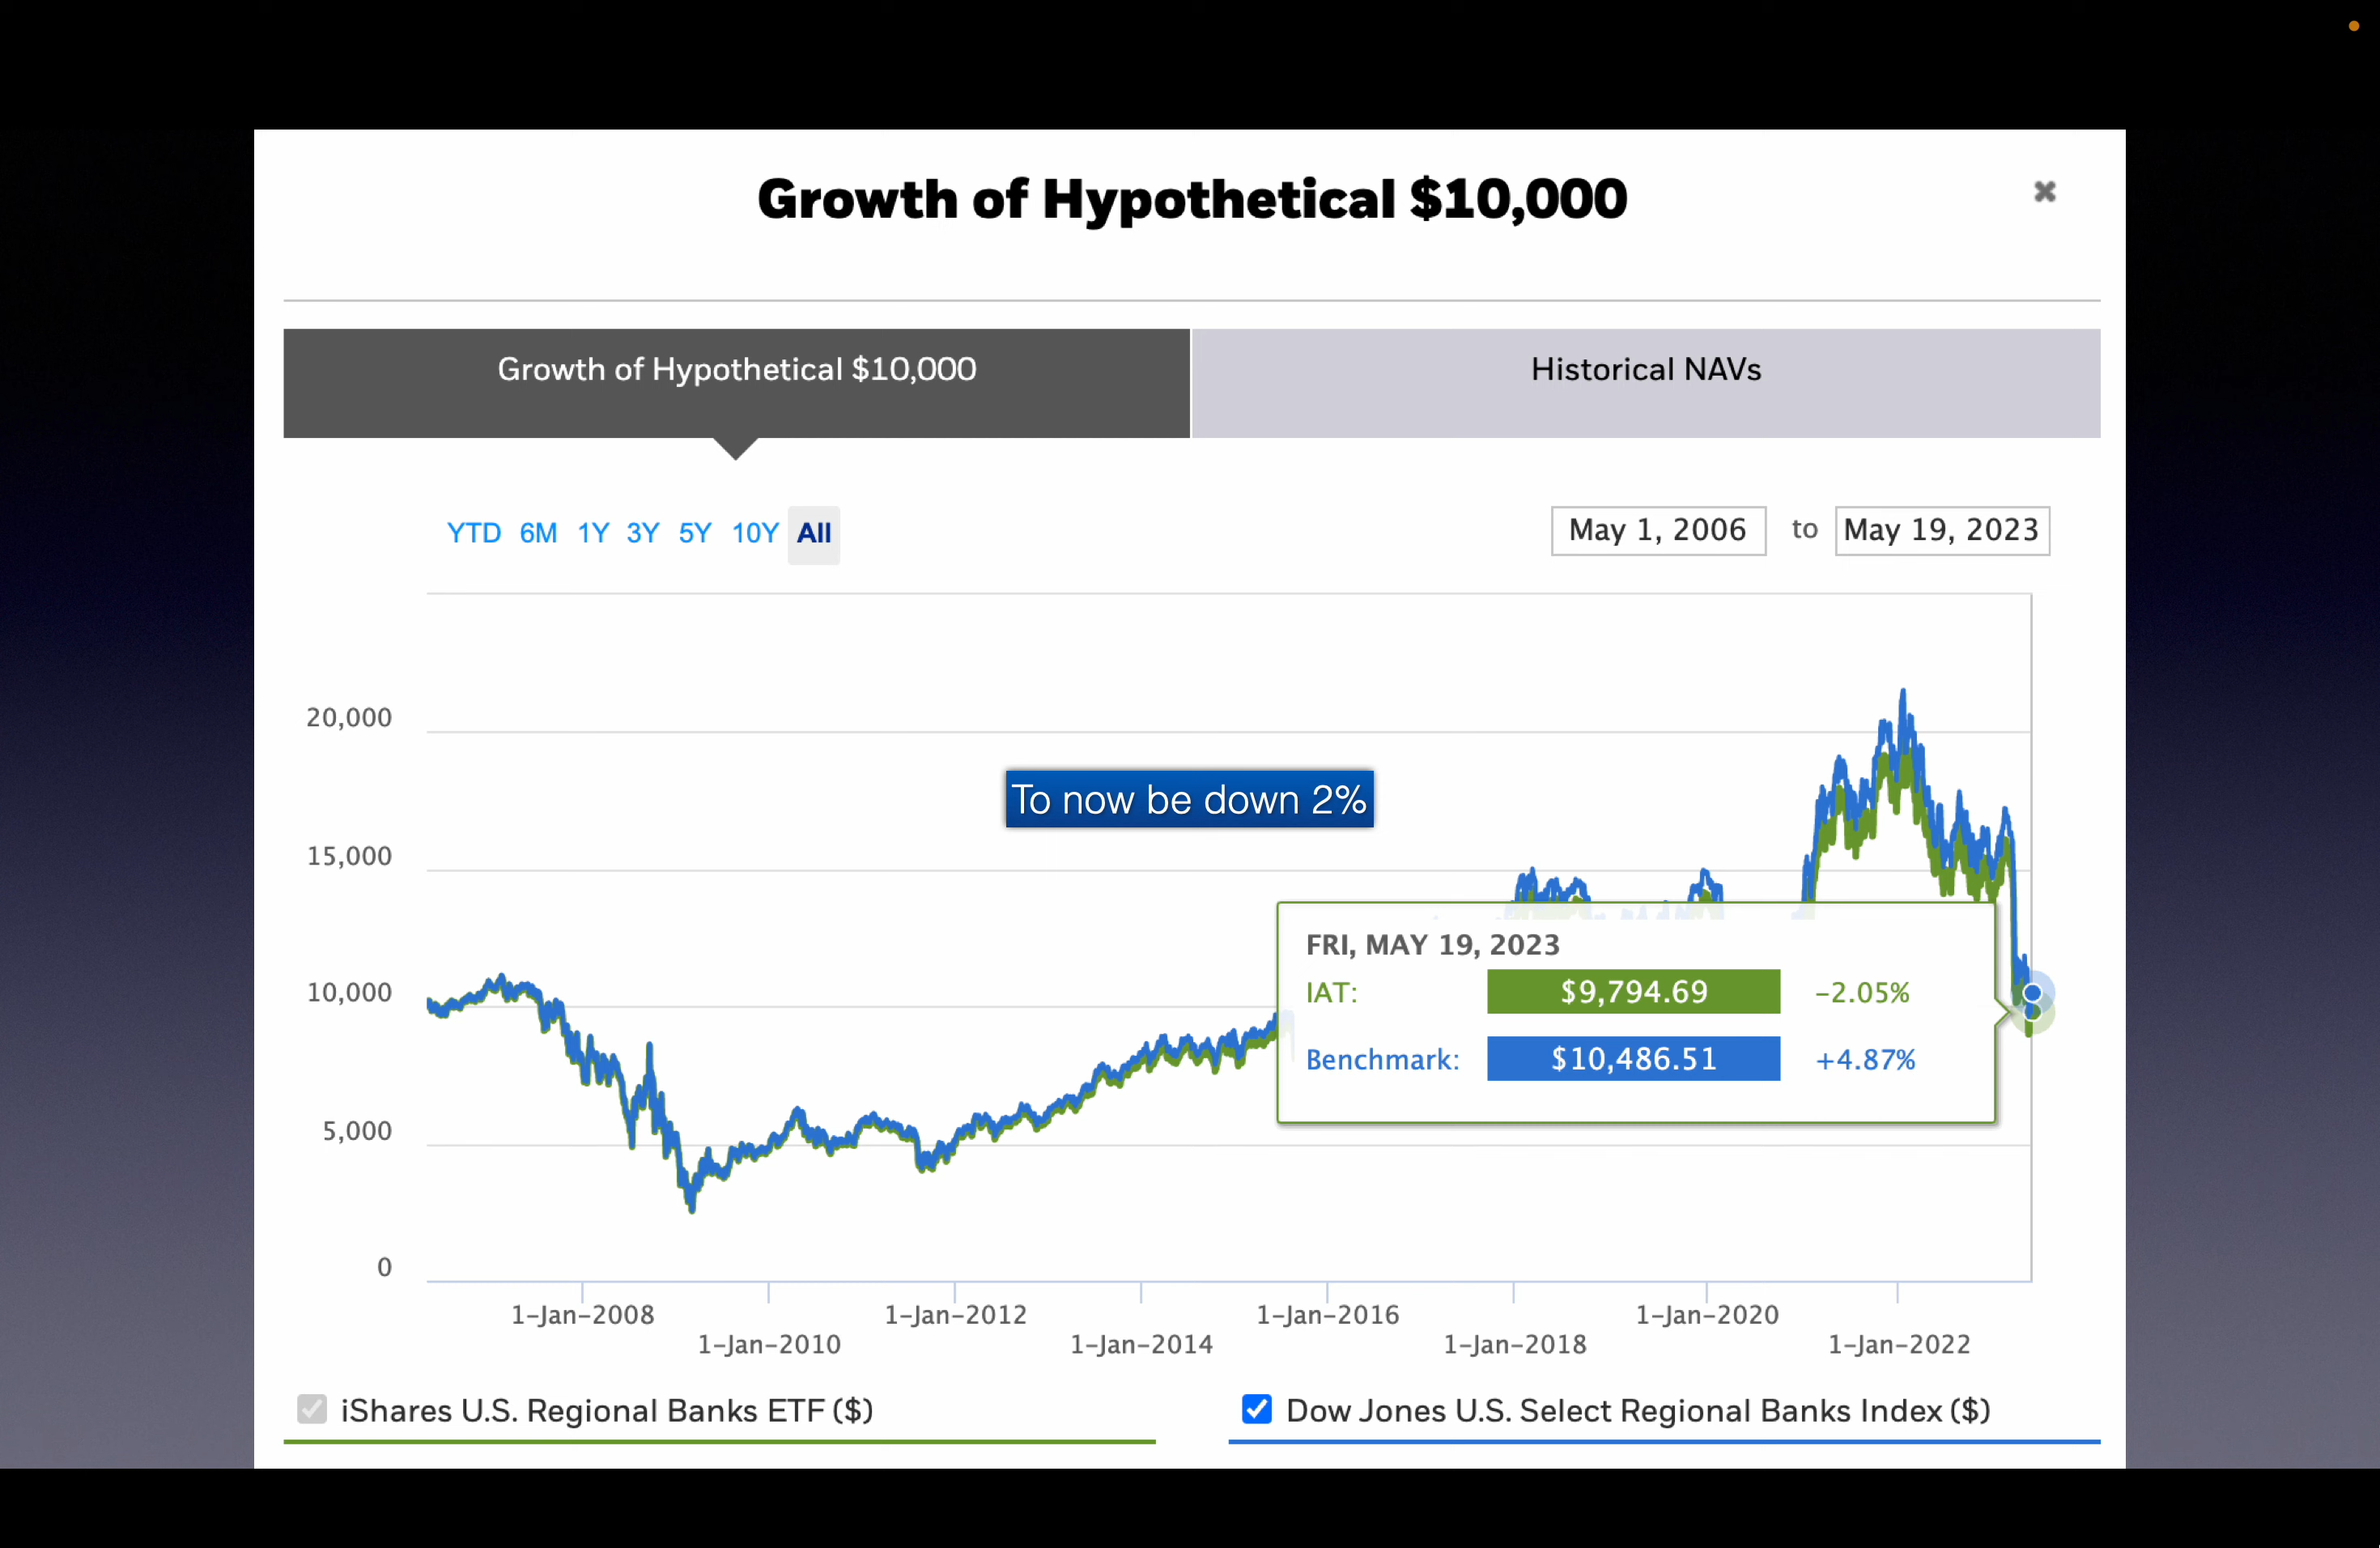 Growth of Hypothetical $10,000
Growth of Hypothetical $10,000
Historical NAVs
YTD 6M 1Y 3Y 5Y 10Y All
May 1, 2006 to May 19, 2023
20,000
To now be down 2%
15,000
FRI, MAY 19, 2023
10,000
IAT: $9,794.69 -2.05%
Benchmark: $10,486.51 +4.87%
5,000
0
1-Jan-2008 1-Jan-2012 1-Jan-2016 1-Jan-2020
1-Jan-2010 1-Jan-2014 1-Jan-2018 1-Jan-2022
iShares U.S. Regional Banks ETF ($)
Dow Jones U.S. Select Regional Banks Index ($)